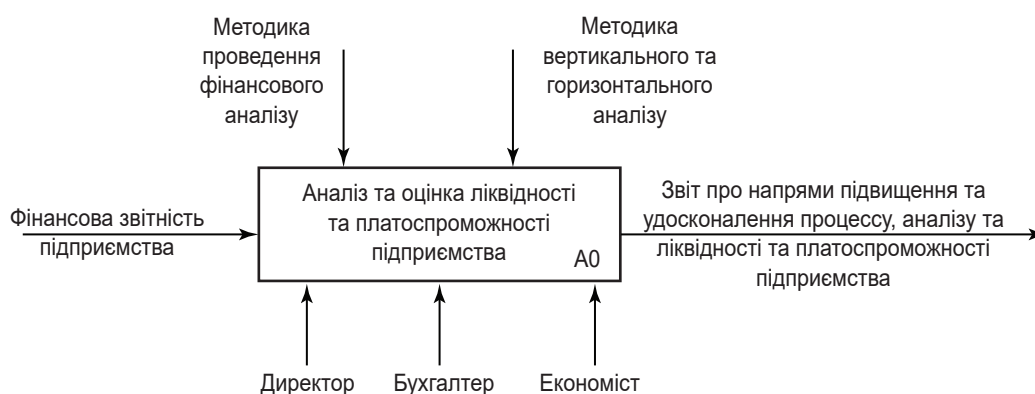 Методика
проведення
фінансового
аналізу
Методика
вертикального та
горизонтального
аналізу
Фінансова звітність
підприємства
Аналіз та оцінка ліквідності
та платоспроможності
підприємства
А0
Звіт про напрями підвищення та
удосконалення процессу, аналізу та
ліквідності та платоспроможності
підприємства
Директор
Бухгалтер
Економіст